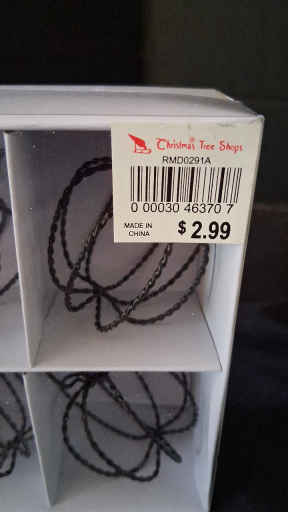 Christmas Tree Shops
RMD0291A
0 00030 46370 7
MADE IN
CHINA
$ 2.99